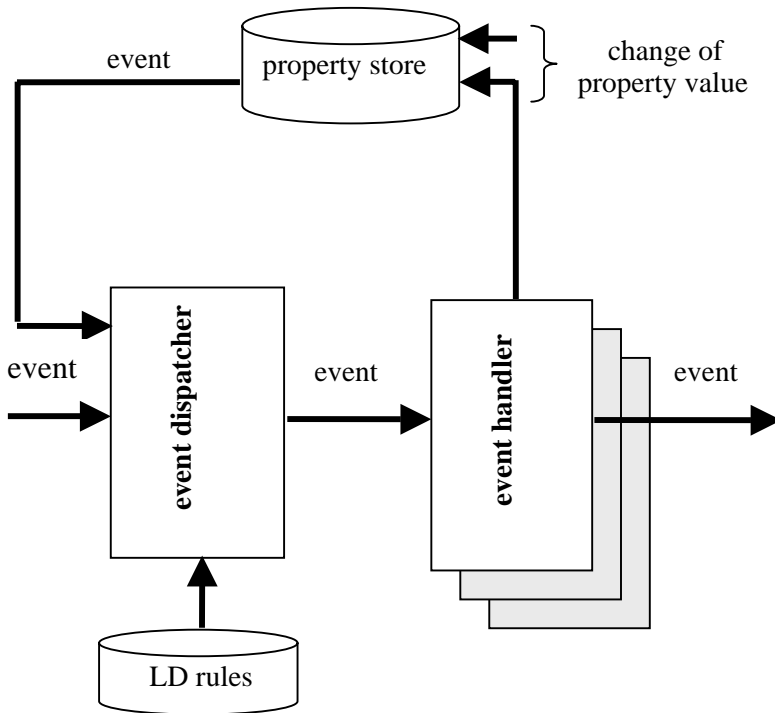 event
property store
change of
property value
event
event dispatcher
event
event handler
event
LD rules